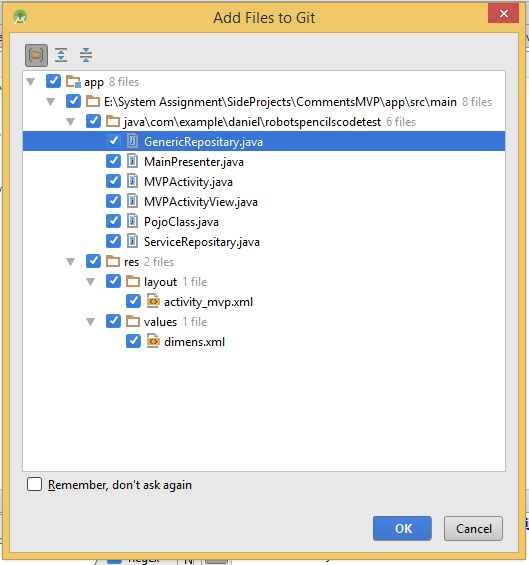 Add Files to Git
app 8 files
E:\System Assignment\SideProjects\CommentsMVP\app\src\main 8 files
java\com\example\daniel\robotspencilscodetest 6 files
GenericRepositary.java
MainPresenter.java
MVPActivity.java
MVPActivityView.java
PojoClass.java
ServiceRepositary.java
res 2 files
layout 1 file
activity_mvp.xml
values 1 file
dimens.xml
Remember, don't ask again
OK Cancel